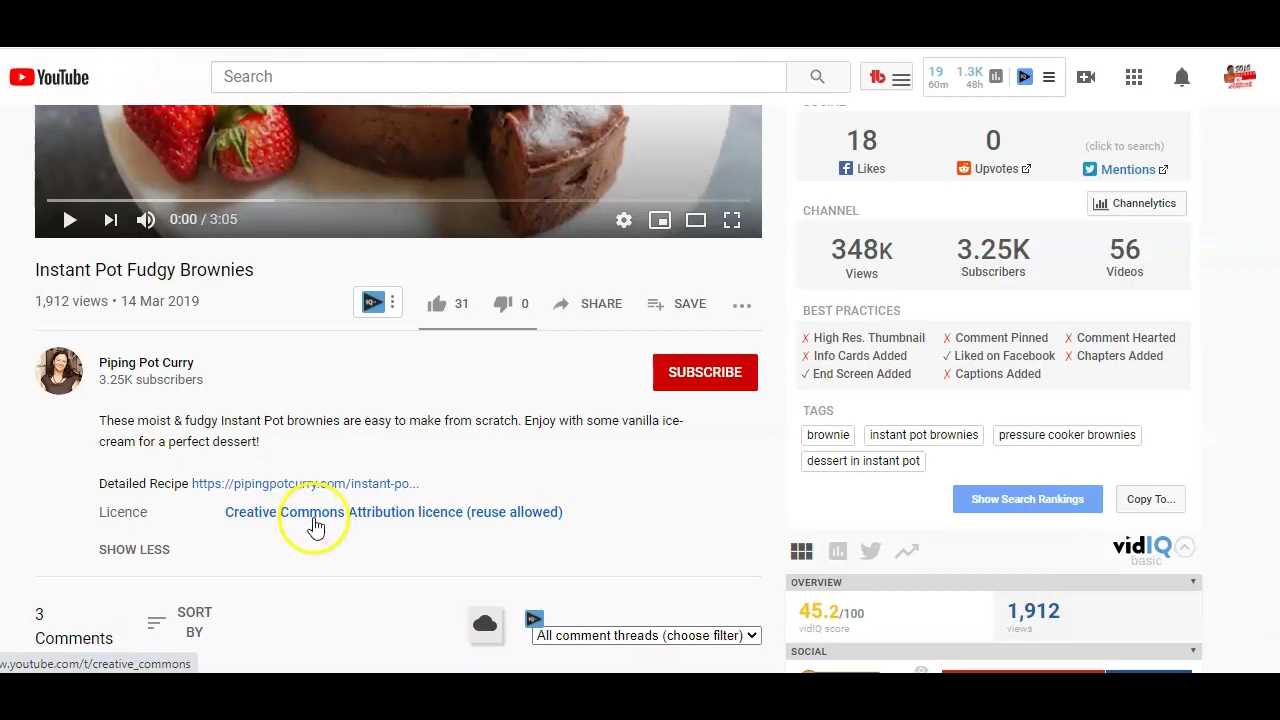 YouTube
Search
19 1.3K
60m 48h
0:00 / 3:05
Instant Pot Fudgy Brownies
1,912 views • 14 Mar 2019
31 0 SHARE SAVE
Piping Pot Curry
3.25K subscribers
SUBSCRIBE
These moist & fudgy Instant Pot brownies are easy to make from scratch. Enjoy with some vanilla ice-
cream for a perfect dessert!
Detailed Recipe https://pipingpotcurry.com/instant-po...
Licence Creative Commons Attribution licence (reuse allowed)
SHOW LESS
3
Comments
SORT
BY
All comment threads (choose filter)
w.youtube.com/t/creative_commons
SOCIAL
18 0 (click to search)
Likes Upvotes Mentions
CHANNEL Channelytics
348K 3.25K 56
Views Subscribers Videos
BEST PRACTICES
✗ High Res. Thumbnail ✗ Comment Pinned ✗ Comment Hearted
✗ Info Cards Added ✓ Liked on Facebook ✗ Chapters Added
✓ End Screen Added ✗ Captions Added
TAGS
brownie instant pot brownies pressure cooker brownies
dessert in instant pot
Show Search Rankings Copy To...
vidIQ
basic
OVERVIEW
45.2/100 1,912
vidIQ score views
SOCIAL